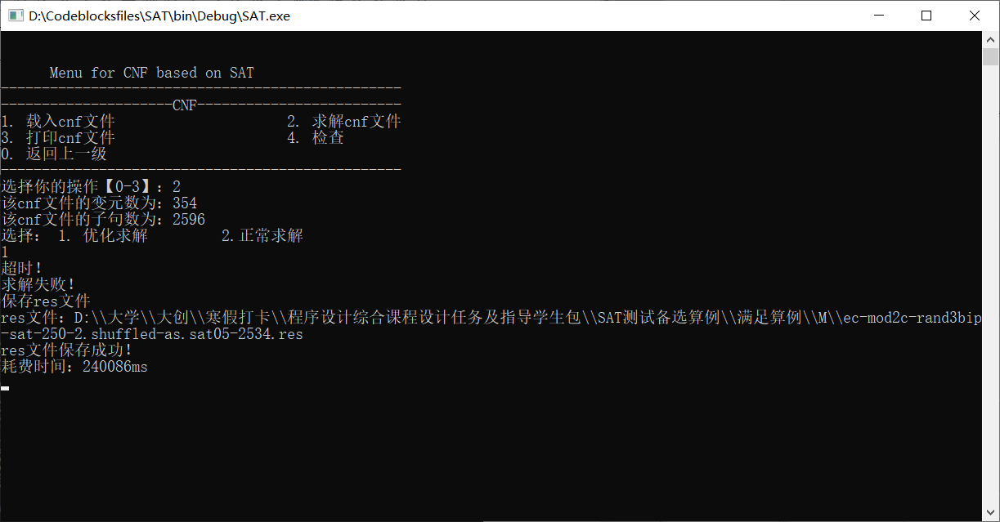 D:\Codeblocksfiles\SAT\bin\Debug\SAT.exe
Menu for CNF based on SAT
-------------------------------------------------
---------------------CNF-------------------------
1. 载入cnf文件                     2. 求解cnf文件
3. 打印cnf文件                     4. 检查
0. 返回上一级
-------------------------------------------------
选择你的操作【0-3】：2
该cnf文件的变元数为：354
该cnf文件的子句数为：2596
选择： 1. 优化求解         2.正常求解
1
超时！
求解失败！
保存res文件
res文件：D:\\大学\\大创\\寒假打卡\\程序设计综合课程设计任务及指导学生包\\SAT测试备选算例\\满足算例\\M\\ec-mod2c-rand3bip
-sat-250-2.shuffled-as.sat05-2534.res
res文件保存成功！
耗费时间：240086ms